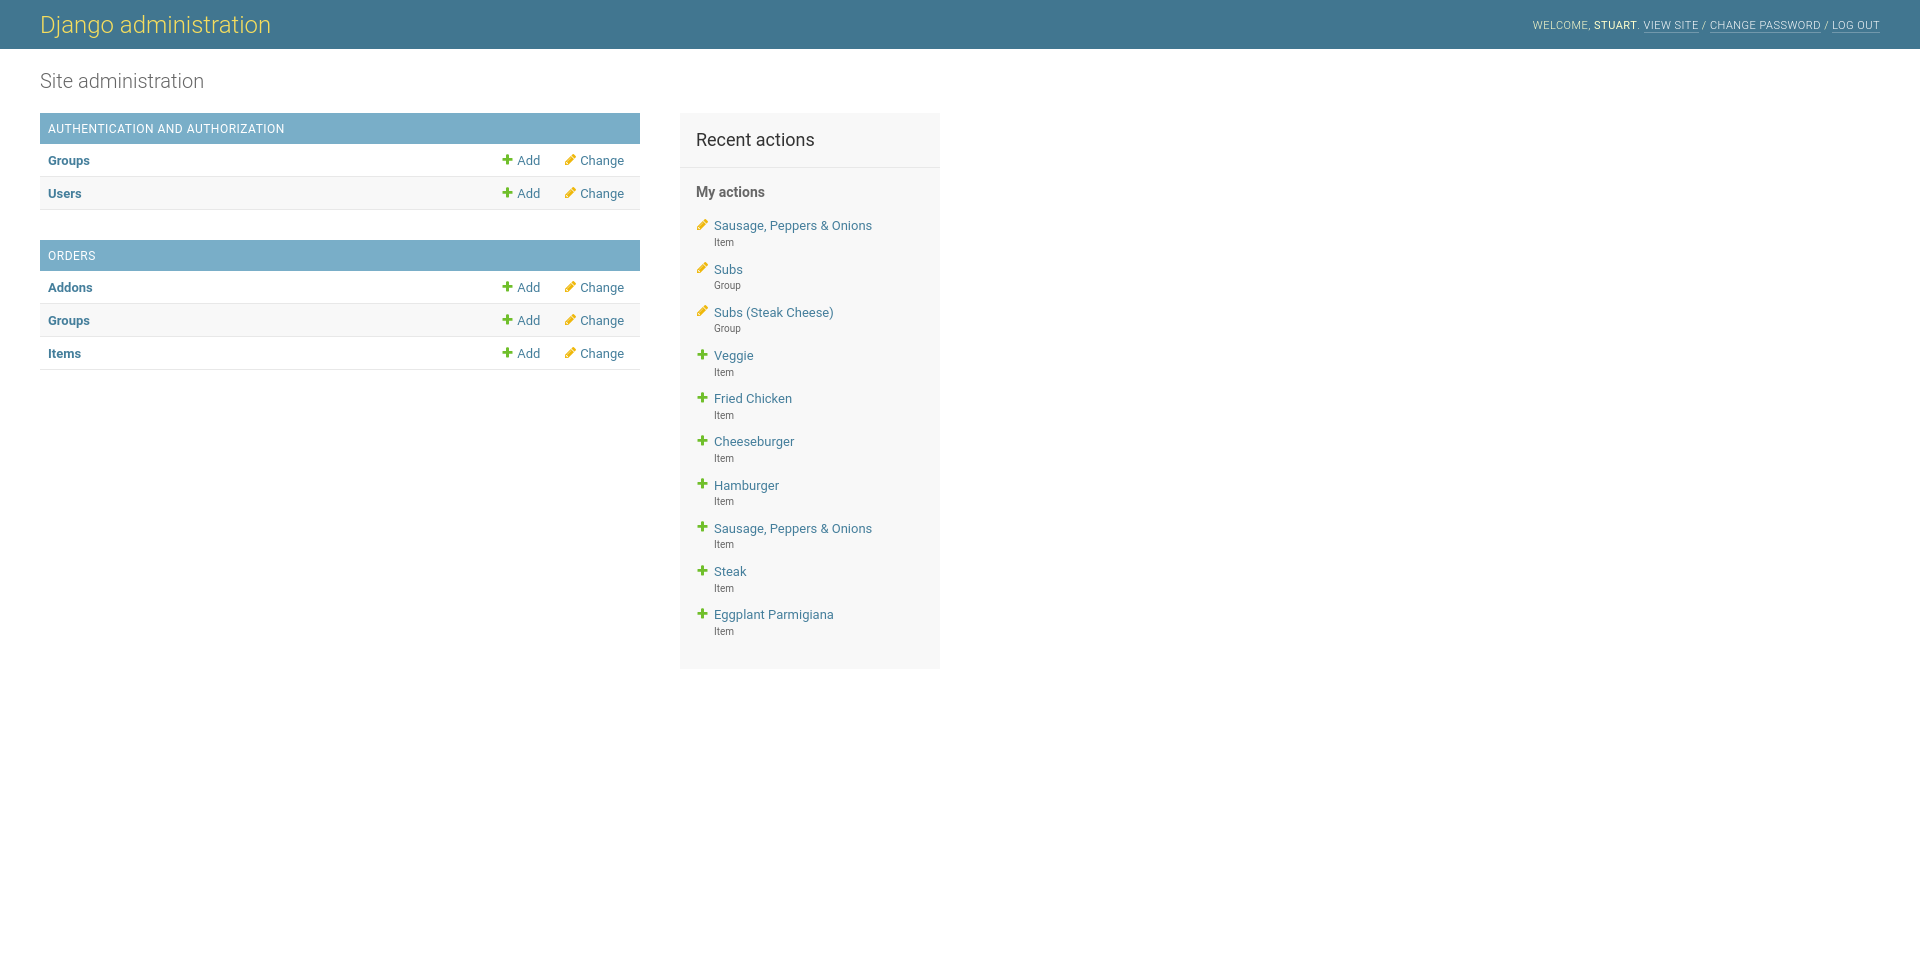 Django administration
WELCOME, STUART. VIEW SITE / CHANGE PASSWORD / LOG OUT
Site administration
AUTHENTICATION AND AUTHORIZATION
Groups Add Change
Users Add Change
ORDERS
Addons Add Change
Groups Add Change
Items Add Change
Recent actions
My actions
Sausage, Peppers & Onions
Item
Subs
Group
Subs (Steak Cheese)
Group
Veggie
Item
Fried Chicken
Item
Cheeseburger
Item
Hamburger
Item
Sausage, Peppers & Onions
Item
Steak
Item
Eggplant Parmigiana
Item